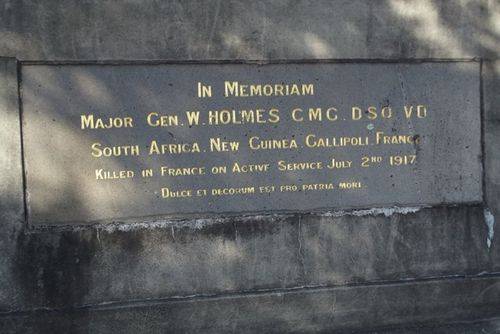 In Memoriam
Major Gen. W. HOLMES C.M.G. D.S.O. V.D
South Africa. New Guinea. Gallipoli. France
Killed in France on Active Service July 2nd 1917.
Dulce et decorum est pro patria mori.